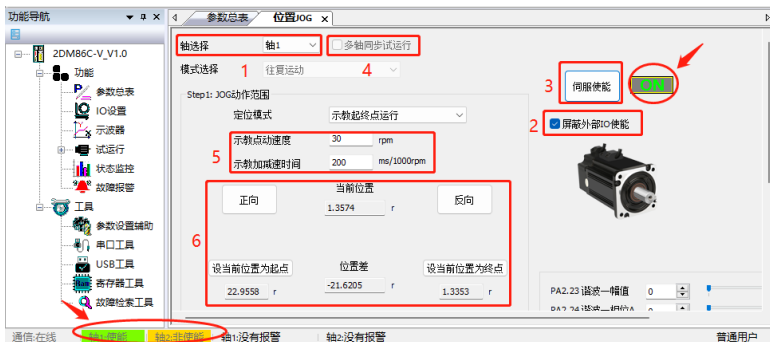 功能导航
参数总表 位置JOG x
2DM86C-V_V1.0
功能
参数总表
IO设置
示波器
试运行
状态监控
故障报警
工具
参数设置辅助
串口工具
USB工具
寄存器工具
故障检索工具
轴选择 轴1 多轴同步试运行
模式选择 1 往复运动 4
Step1: JOG动作范围
定位模式 示教起终点运行
5
示教点动速度 30 rpm
示教加减速时间 200 ms/1000rpm
6
正向 当前位置 反向
1.3574 r
设当前位置为起点 位置差 设当前位置为终点
22.9558 r -21.6205 r 1.3353 r
3 伺服使能 ON
2 屏蔽外部IO使能
PA2.23 谐波一幅值 0
PA2.24 谐波一相位A 0
通信:在线 轴1:使能 轴2:非使能 轴1:没有报警 轴2:没有报警 普通用户